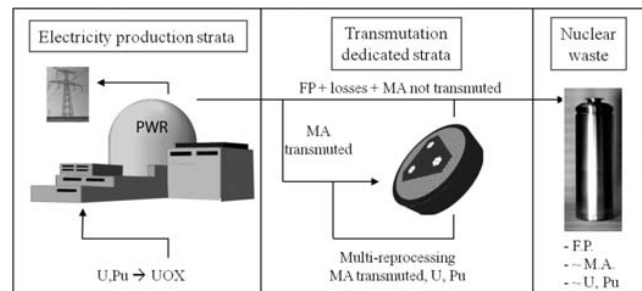 Electricity production strata
Transmutation
dedicated strata
Nuclear
waste
FP + losses + MA not transmuted
PWR
MA
transmuted
U,Pu → UOX
Multi-reprocessing
MA transmuted, U, Pu
- F.P.
- ~ M.A.
- ~ U, Pu